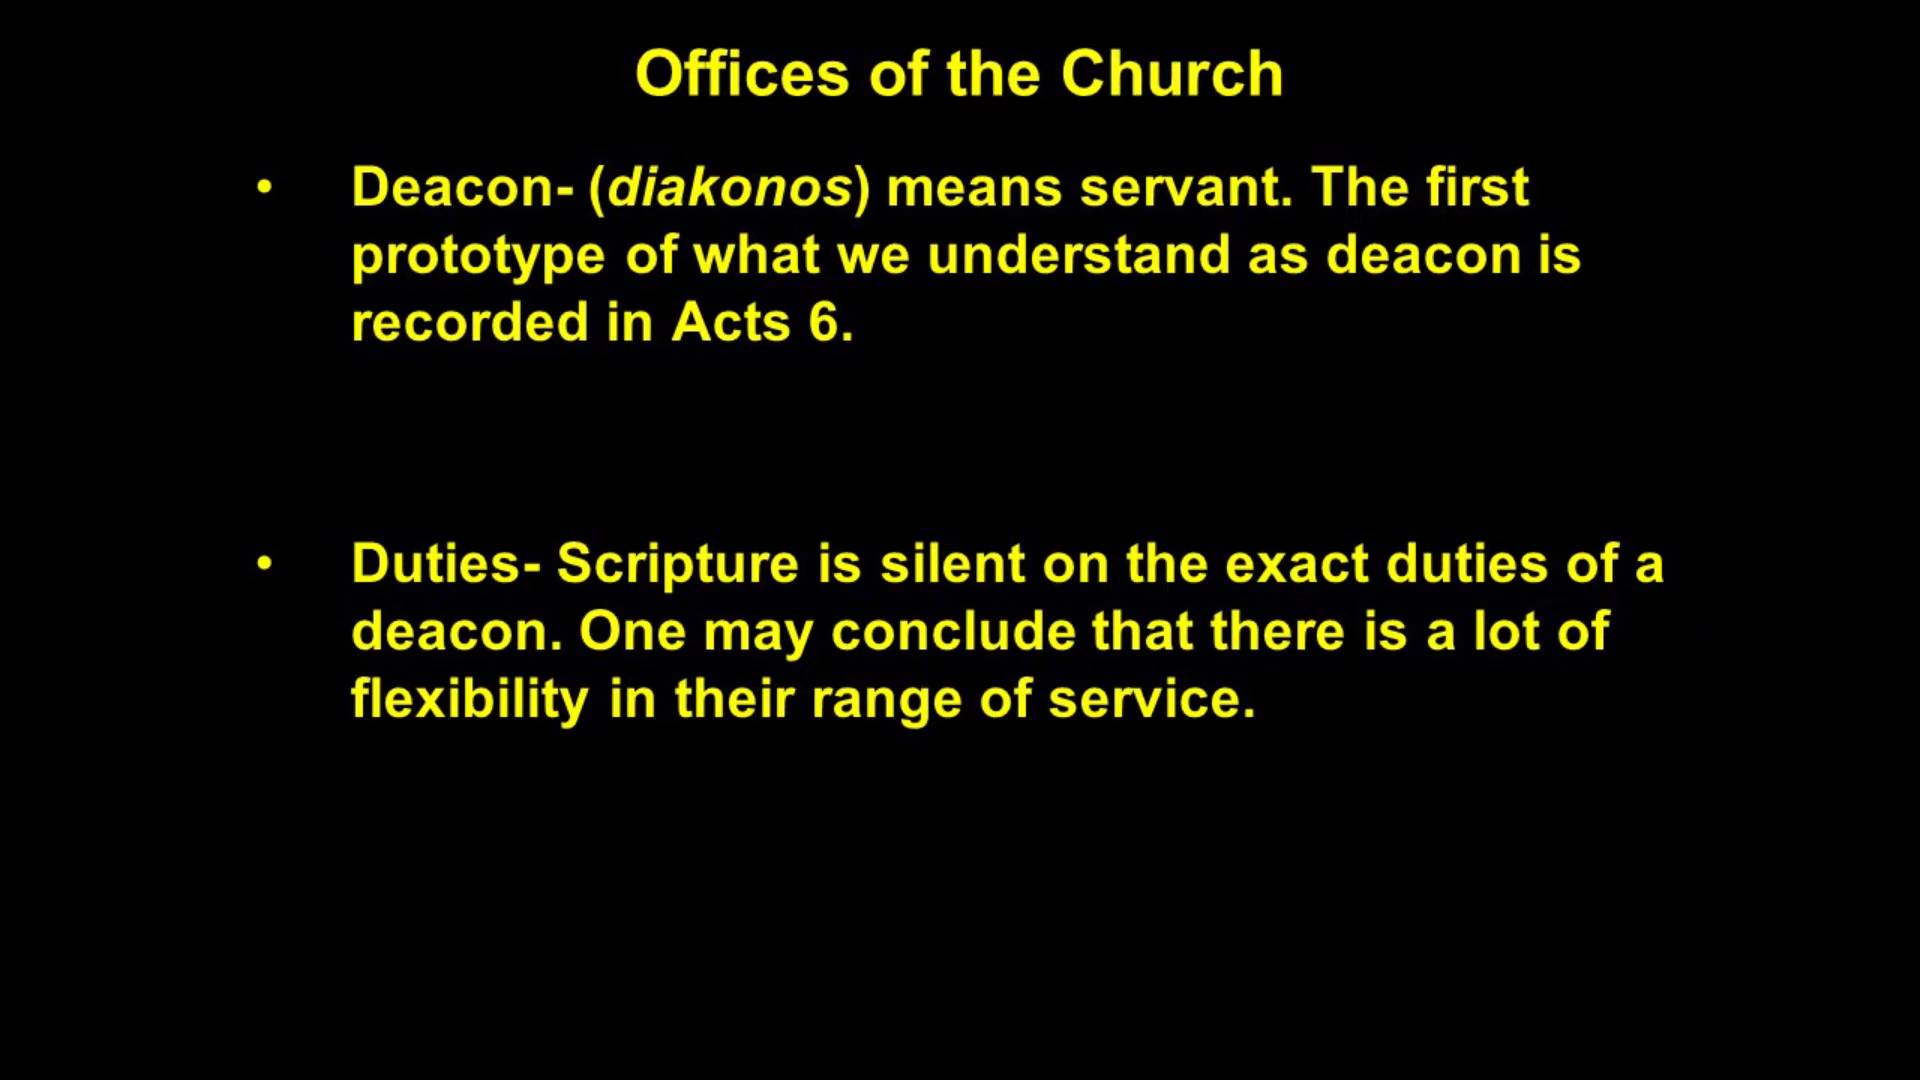 Offices of the Church
• Deacon- (diakonos) means servant. The first
prototype of what we understand as deacon is
recorded in Acts 6.
• Duties- Scripture is silent on the exact duties of a
deacon. One may conclude that there is a lot of
flexibility in their range of service.